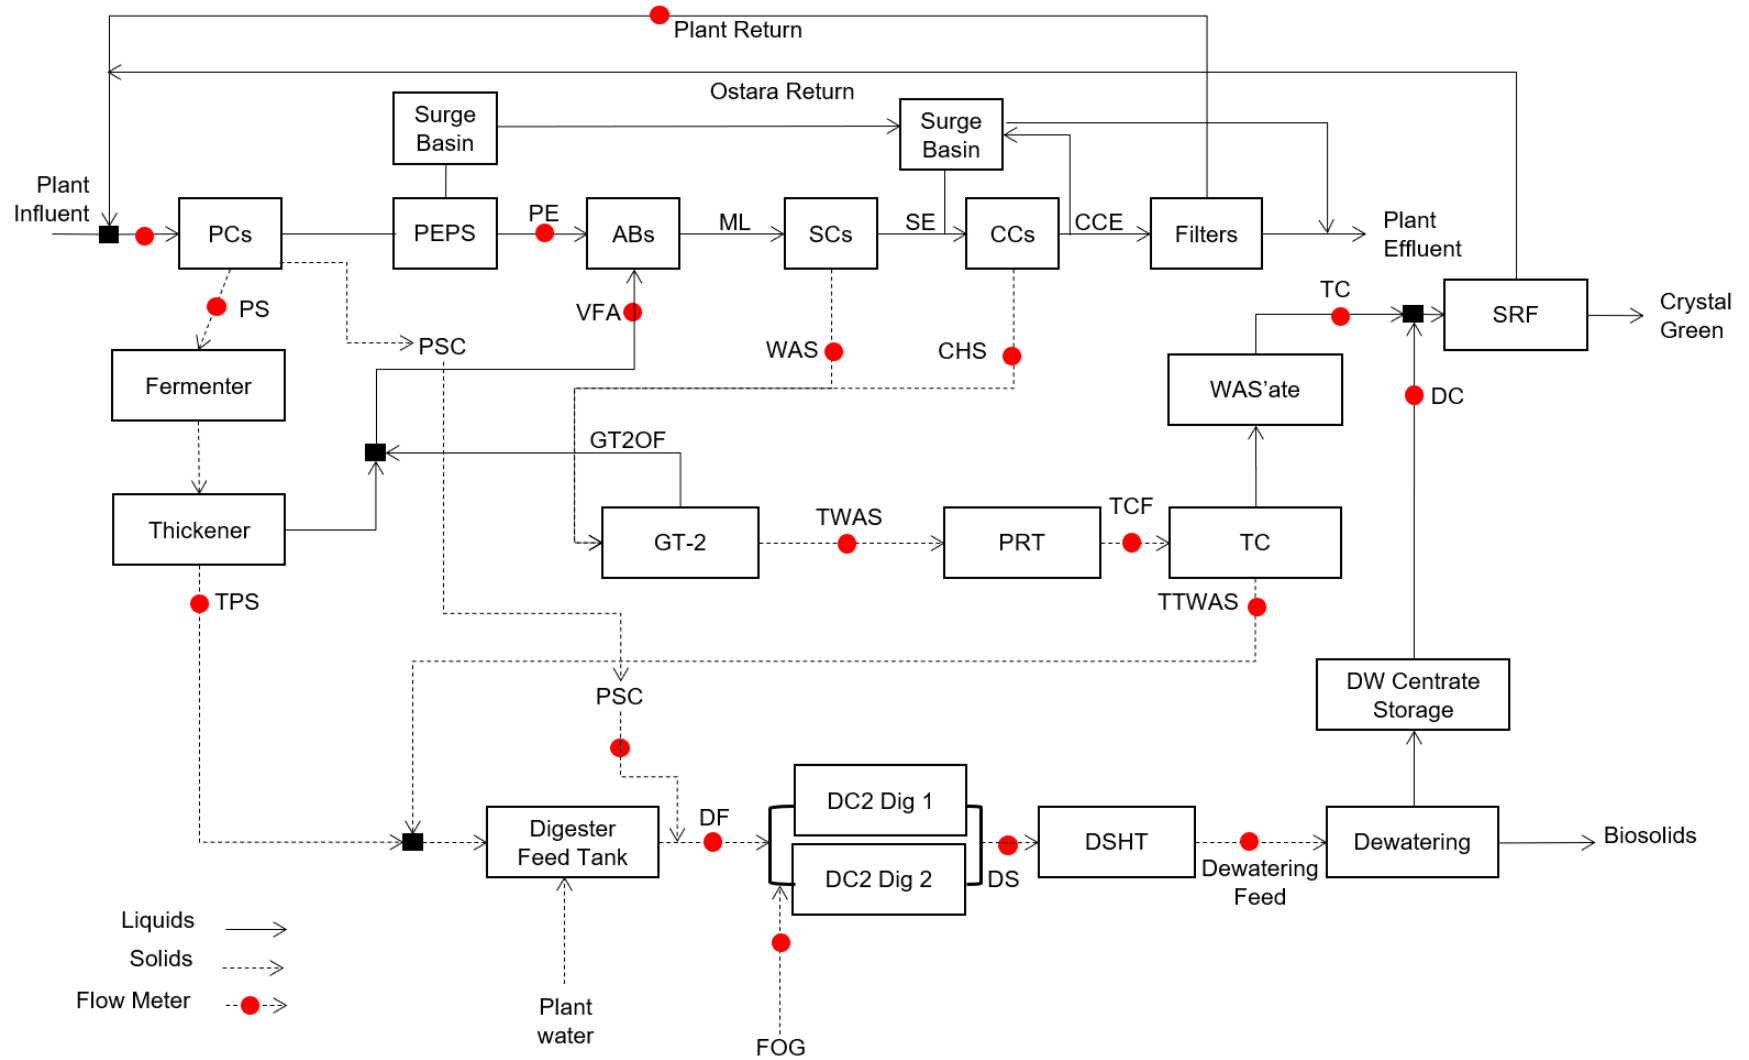 Plant Return
Ostara Return
Surge
Basin
Surge
Basin
Plant
Influent
PCs
PEPS
PE
ABs
ML
SCs
SE
CCs
CCE
Filters
Plant
Effluent
PS
PSC
VFA
WAS
CHS
TC
SRF
Crystal
Green
Fermenter
WAS'ate
DC
GT2OF
Thickener
GT-2
TWAS
PRT
TCF
TC
TPS
TTWAS
PSC
DW Centrate
Storage
Digester
Feed Tank
DF
DC2 Dig 1
DC2 Dig 2
DS
DSHT
Dewatering
Feed
Dewatering
Biosolids
Liquids
Solids
Flow Meter
Plant
water
FOG